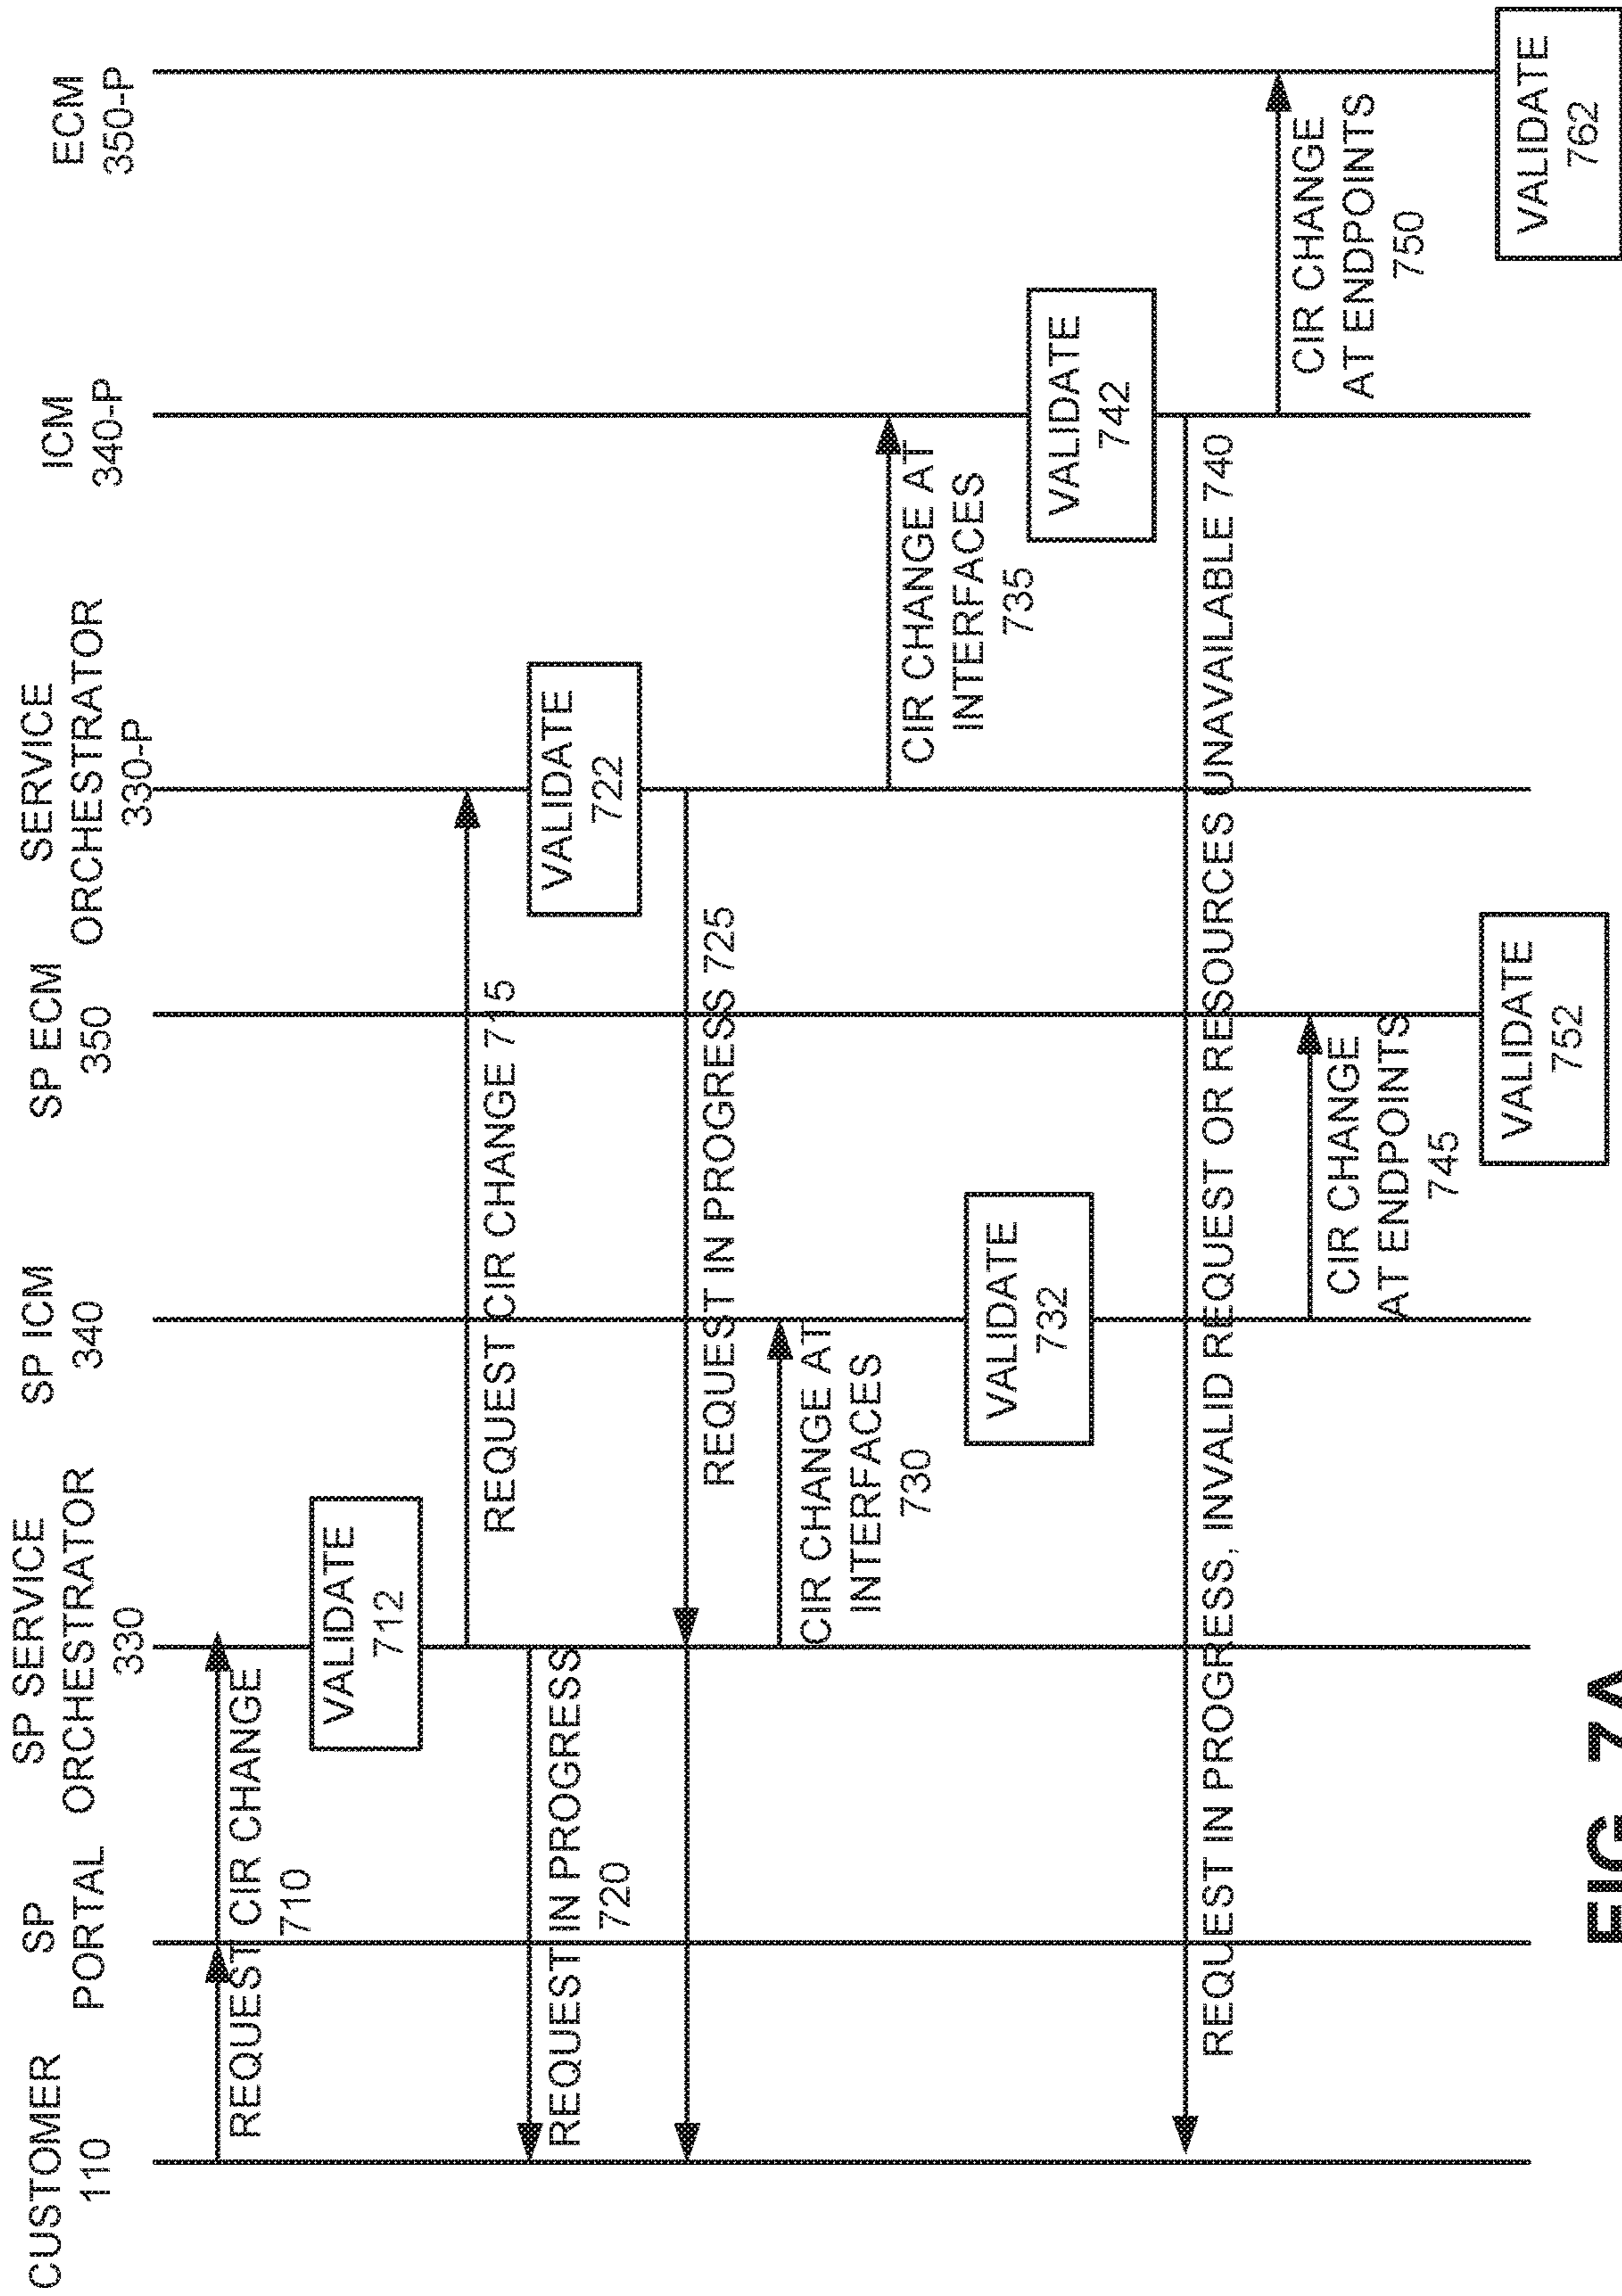 CUSTOMER
110
SP
PORTAL
SP SERVICE
ORCHESTRATOR
330
SP ICM
340
SP ECM
350
SERVICE
ORCHESTRATOR
330-P
ICM
340-P
ECM
350-P
REQUEST CIR CHANGE
710
VALIDATE
712
REQUEST CIR CHANGE 715
REQUEST IN PROGRESS
720
VALIDATE
722
REQUEST IN PROGRESS 725
CIR CHANGE AT
INTERFACES
730
CIR CHANGE AT
INTERFACES
735
VALIDATE
732
VALIDATE
742
REQUEST IN PROGRESS, INVALID REQUEST OR RESOURCES UNAVAILABLE 740
CIR CHANGE
AT ENDPOINTS
745
CIR CHANGE
AT ENDPOINTS
750
VALIDATE
752
VALIDATE
762
FIG. 7A